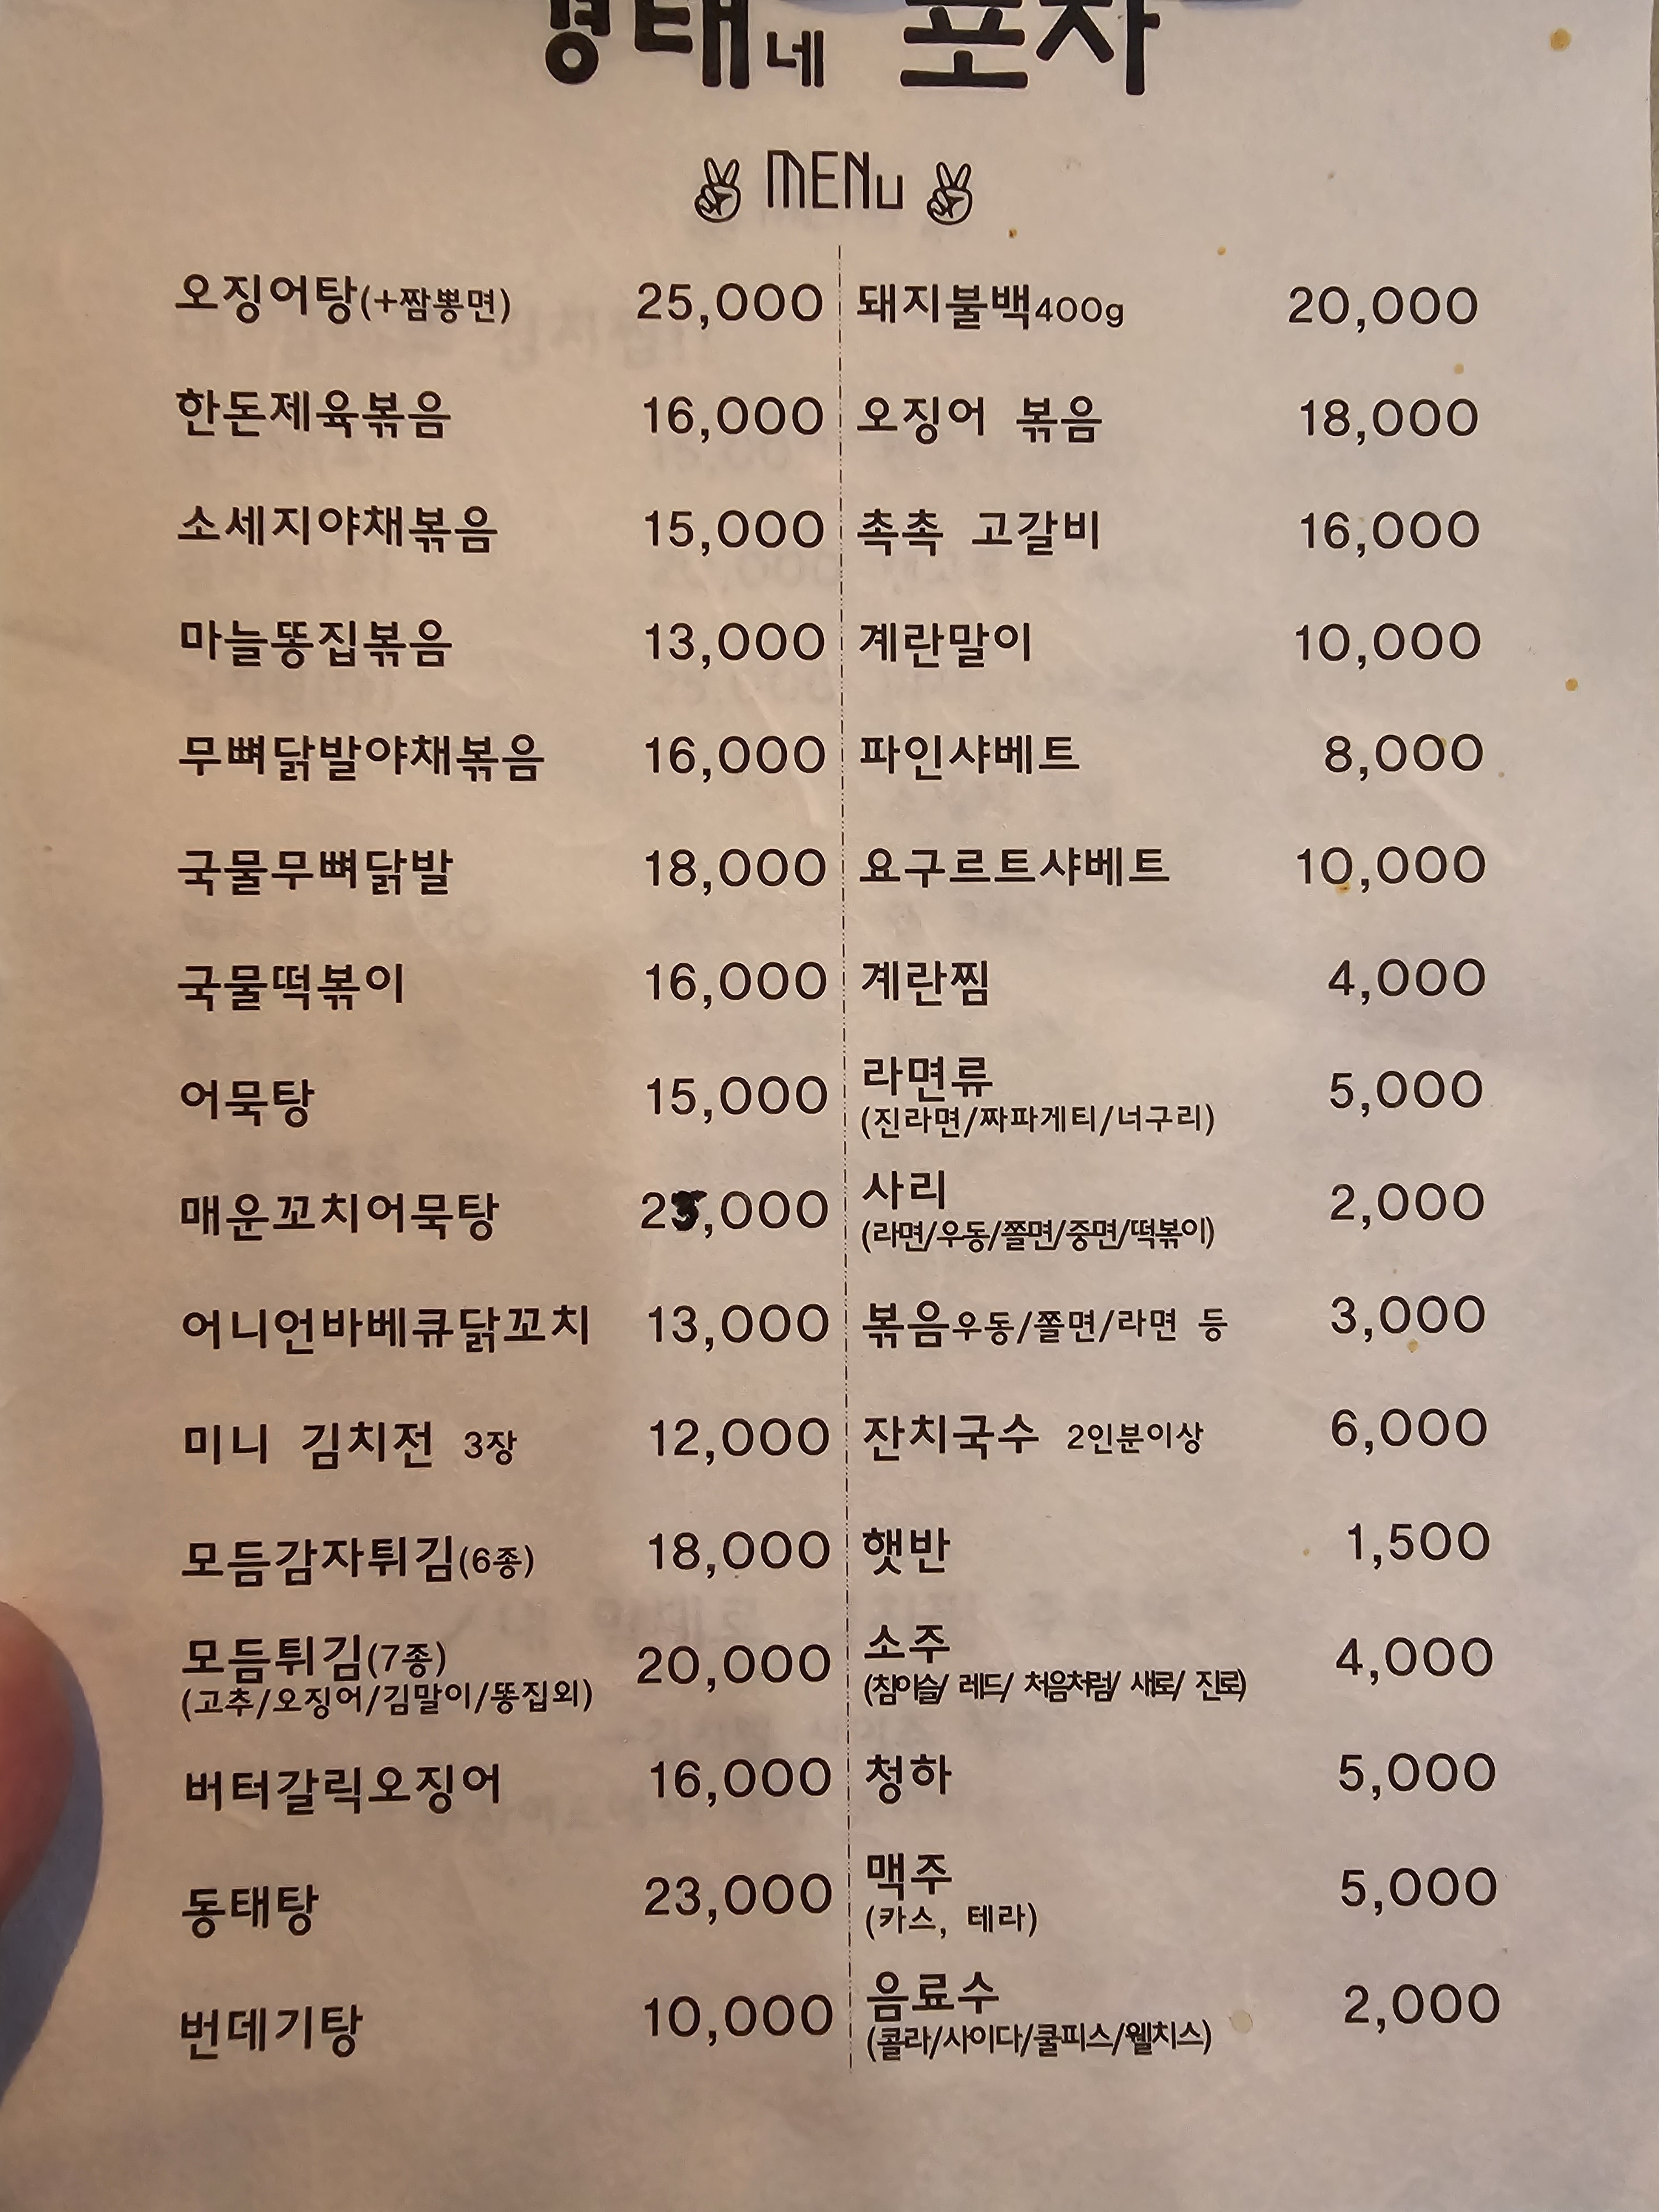 형태네 포차
MENu
오징어탕(+짬뽕면) 25,000
한돈제육볶음 16,000
소세지야채볶음 15,000
마늘똥집볶음 13,000
무뼈닭발야채볶음 16,000
국물무뼈닭발 18,000
국물떡볶이 16,000
어묵탕 15,000
매운꼬치어묵탕 23,000
어니언바베큐닭꼬치 13,000
미니 김치전 3장 12,000
모듬감자튀김(6종) 18,000
모듬튀김(7종) 20,000
(고추/오징어/김말이/똥집외)
버터갈릭오징어 16,000
동태탕 23,000
번데기탕 10,000
돼지불백400g 20,000
오징어 볶음 18,000
촉촉 고갈비 16,000
계란말이 10,000
파인샤베트 8,000
요구르트샤베트 10,000
계란찜 4,000
라면류 5,000
(진라면/짜파게티/너구리)
사리 2,000
(라면/우동/쫄면/중면/떡볶이)
볶음우동/쫄면/라면 등 3,000
잔치국수 2인분이상 6,000
햇반 1,500
소주 4,000
(참이슬/ 레드/ 처음처럼/ 새로/ 진로)
청하 5,000
맥주 5,000
(카스, 테라)
음료수 2,000
(콜라/사이다/쿨피스/웰치스)